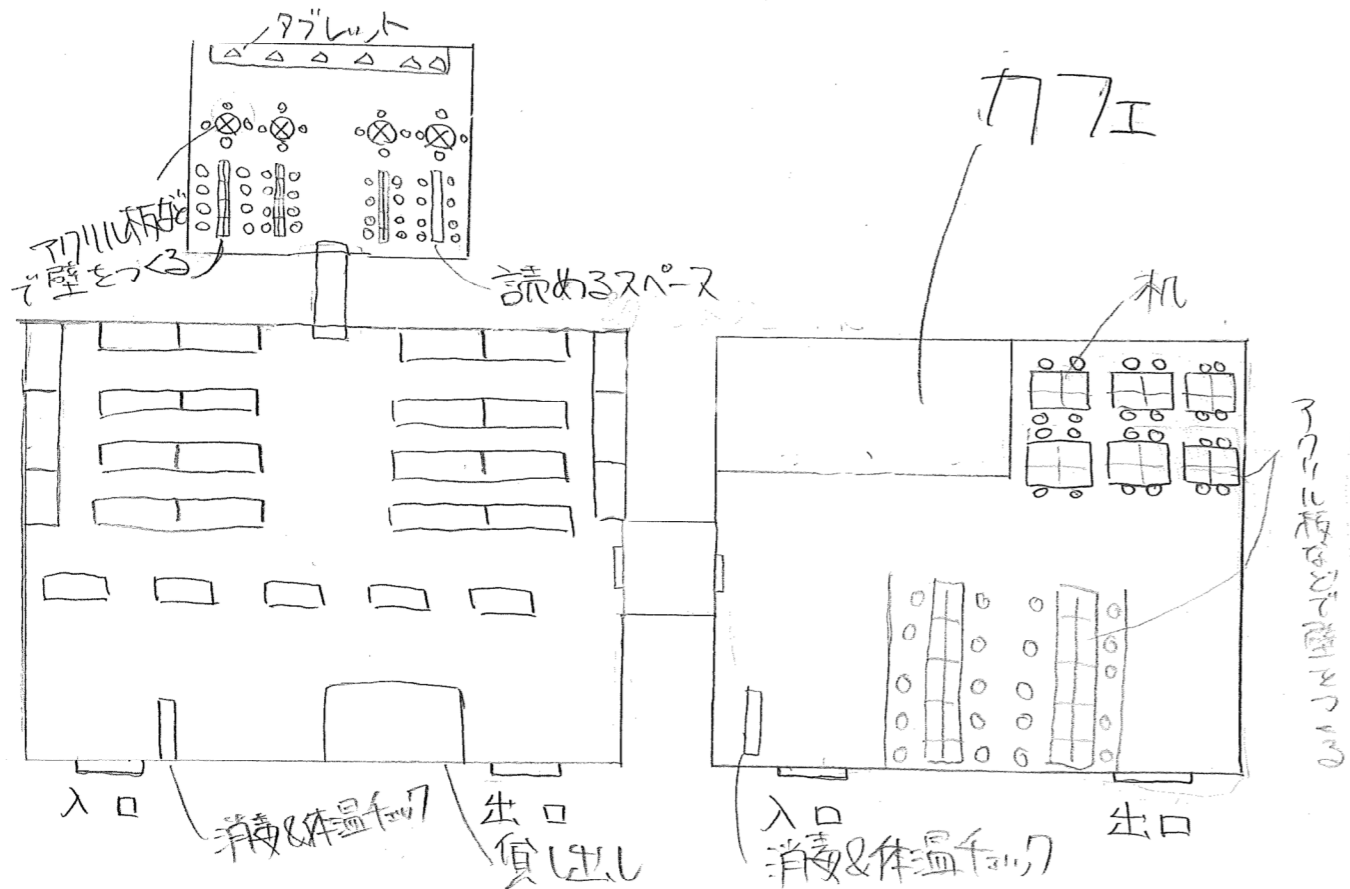 タブレット
カフェ
アクリル板など
で壁をつくる
読めるスペース
机
アクリル板などで壁をつくる
入口
消毒&体温チェック
出口
貸し出し
入口
消毒&体温チェック
出口